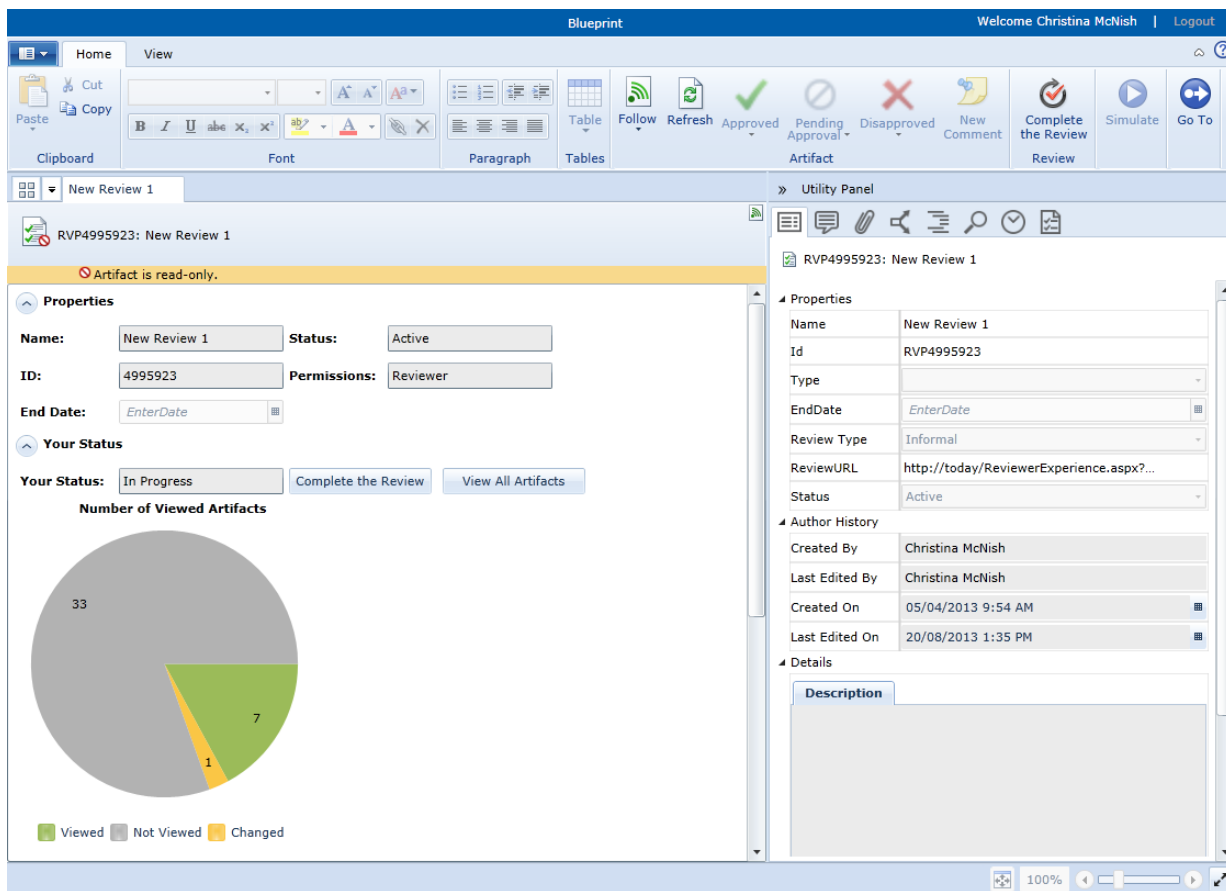 Blueprint
Welcome Christina McNish | Logout
Home View
Paste
Cut
Copy
Clipboard
B I U abc x₂ x² ab A
A A Aa
Font
Paragraph
Table
Tables
Follow Refresh Approved Pending Approval Disapproved New Comment
Artifact
Complete the Review
Review
Simulate
Go To
New Review 1
RVP4995923: New Review 1
Artifact is read-only.
Properties
Name: New Review 1 Status: Active
ID: 4995923 Permissions: Reviewer
End Date: EnterDate
Your Status
Your Status: In Progress Complete the Review View All Artifacts
Number of Viewed Artifacts
33
7
1
Viewed Not Viewed Changed
» Utility Panel
RVP4995923: New Review 1
Properties
Name New Review 1
Id RVP4995923
Type
EndDate EnterDate
Review Type Informal
ReviewURL http://today/ReviewerExperience.aspx?...
Status Active
Author History
Created By Christina McNish
Last Edited By Christina McNish
Created On 05/04/2013 9:54 AM
Last Edited On 20/08/2013 1:35 PM
Details
Description
100%